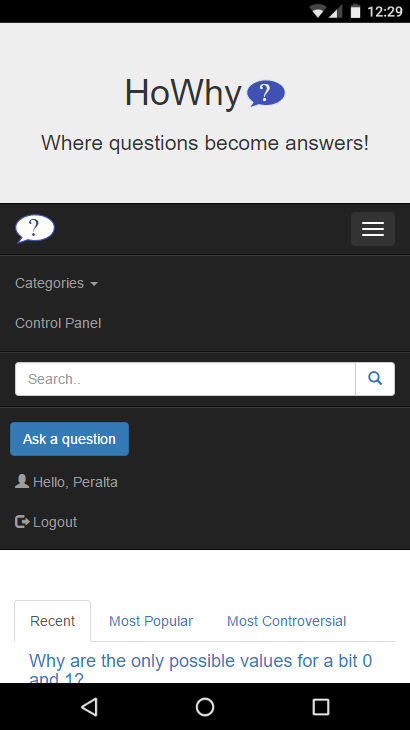 12:29
HoWhy ?
Where questions become answers!
?
Categories
Control Panel
Search..
Ask a question
Hello, Peralta
Logout
Recent Most Popular Most Controversial
Why are the only possible values for a bit 0
and 1?